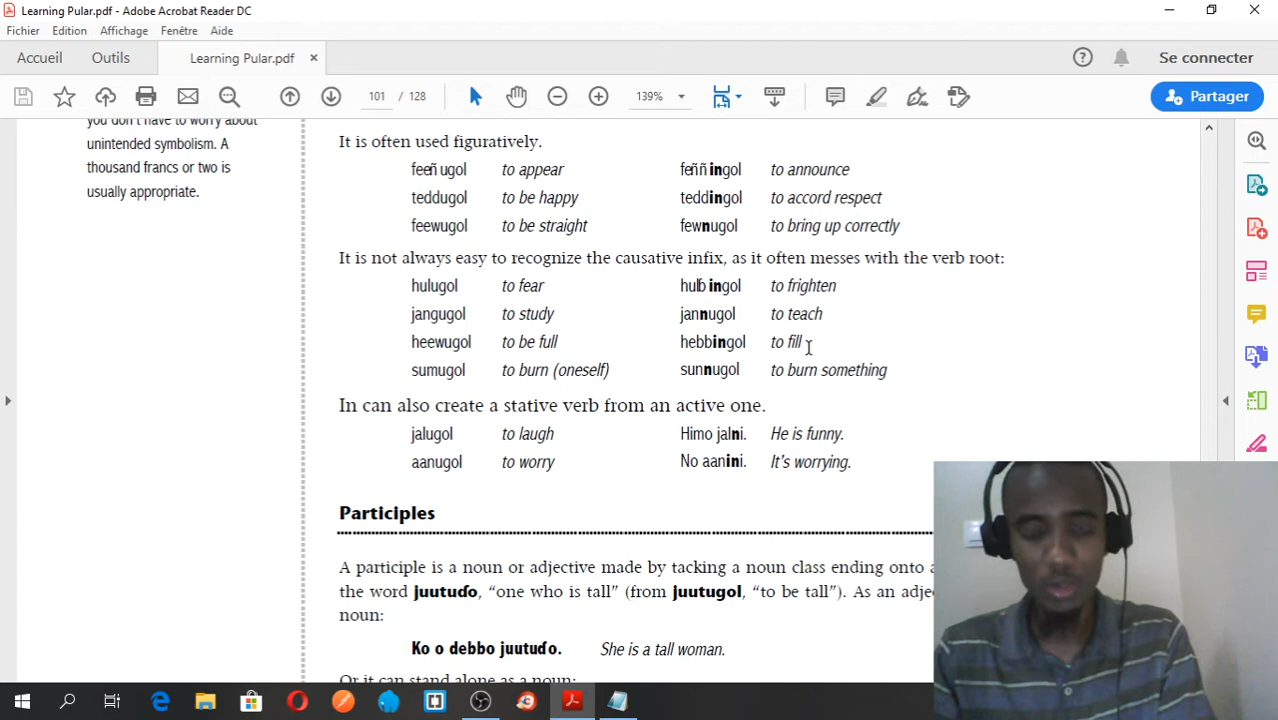 Learning Pular.pdf - Adobe Acrobat Reader DC
Fichier Edition Affichage Fenêtre Aide
Accueil Outils Learning Pular.pdf × Se connecter
101 / 128 139% Partager
you don't have to worry about
unintended symbolism. A
thousand francs or two is
usually appropriate.
It is often used figuratively.
feeñugol to appear feññingol to announce
teddugol to be happy teddingol to accord respect
feewugol to be straight fewnugol to bring up correctly
It is not always easy to recognize the causative infix, as it often messes with the verb root:
hulugol to fear hulɓingol to frighten
jangugol to study jannugol to teach
heewugol to be full hebbingol to fill
sumugol to burn (oneself) sunnugol to burn something
In can also create a stative verb from an active one.
jalugol to laugh Himo jalni. He is funny.
aanugol to worry No aanini. It's worrying.
Participles
A participle is a noun or adjective made by tacking a noun class ending onto a
the word juutuɗo, "one who is tall" (from juutugol, "to be tall"). As an adje
noun:
Ko o debbo juutuɗo. She is a tall woman.
Or it can stand alone as a noun: